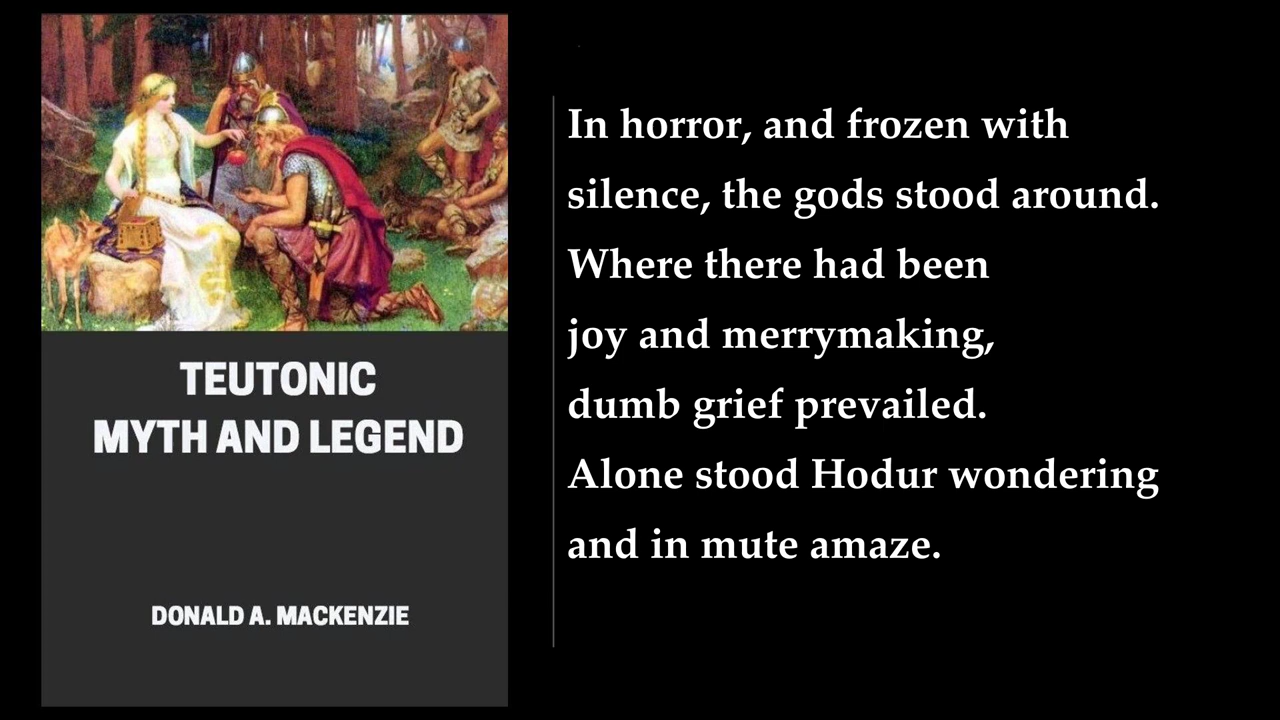 TEUTONIC
MYTH AND LEGEND
DONALD A. MACKENZIE
In horror, and frozen with
silence, the gods stood around.
Where there had been
joy and merrymaking,
dumb grief prevailed.
Alone stood Hodur wondering
and in mute amaze.